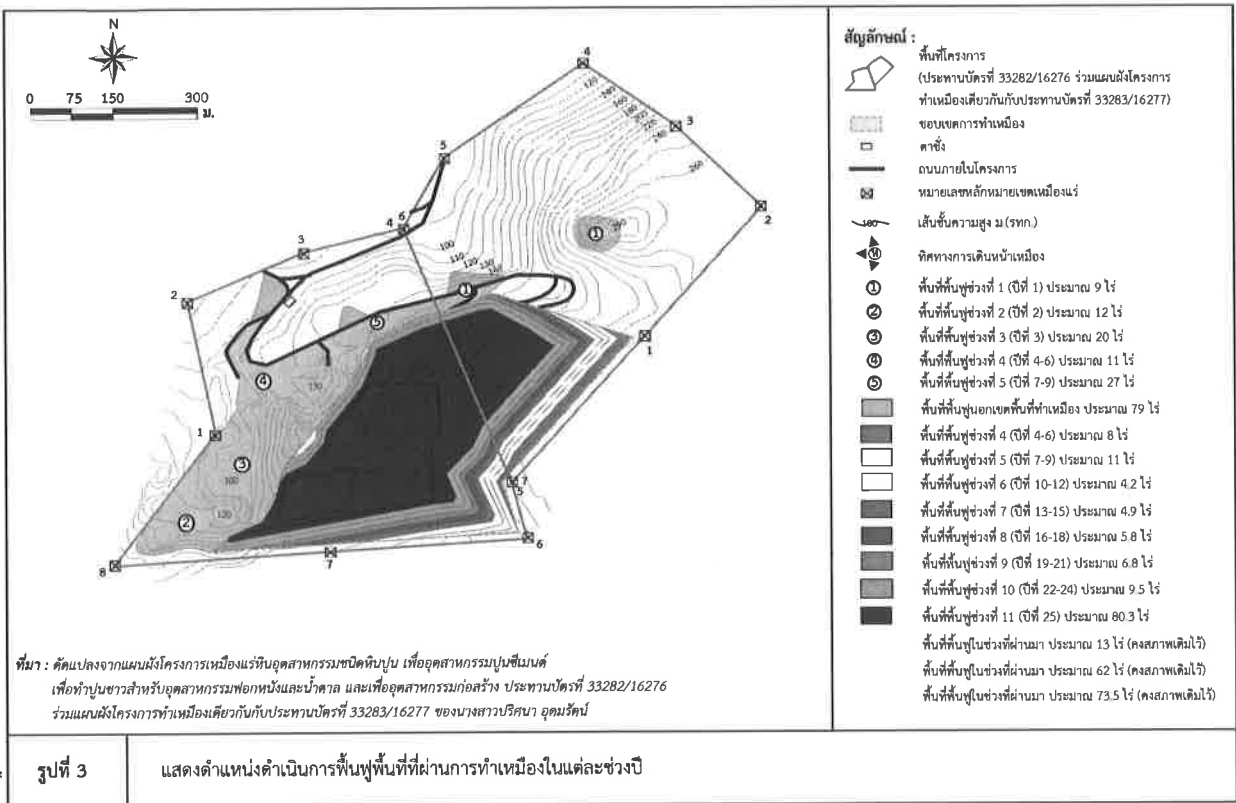 N
0 75 150 300
ม.
4
3
5
2
6
4
3
①
100
110
120
130
260
2
①
⑤
1
④
130
1
③
100
7
5
②
120
6
7
8
สัญลักษณ์ :
พื้นที่โครงการ
(ประทานบัตรที่ 33282/16276 ร่วมแผนผังโครงการ
ทำเหมืองเดียวกันกับประทานบัตรที่ 33283/16277)
ขอบเขตการทำเหมือง
ตาชั่ง
ถนนภายในโครงการ
หมายเลขหลักหมายเขตเหมืองแร่
100 เส้นชั้นความสูง ม.(รทก.)
ทิศทางการเดินหน้าเหมือง
① พื้นที่ฟื้นฟูช่วงที่ 1 (ปีที่ 1) ประมาณ 9 ไร่
② พื้นที่ฟื้นฟูช่วงที่ 2 (ปีที่ 2) ประมาณ 12 ไร่
③ พื้นที่ฟื้นฟูช่วงที่ 3 (ปีที่ 3) ประมาณ 20 ไร่
④ พื้นที่ฟื้นฟูช่วงที่ 4 (ปีที่ 4-6) ประมาณ 11 ไร่
⑤ พื้นที่ฟื้นฟูช่วงที่ 5 (ปีที่ 7-9) ประมาณ 27 ไร่
พื้นที่ฟื้นฟูนอกเขตพื้นที่ทำเหมือง ประมาณ 79 ไร่
พื้นที่ฟื้นฟูช่วงที่ 4 (ปีที่ 4-6) ประมาณ 8 ไร่
พื้นที่ฟื้นฟูช่วงที่ 5 (ปีที่ 7-9) ประมาณ 11 ไร่
พื้นที่ฟื้นฟูช่วงที่ 6 (ปีที่ 10-12) ประมาณ 4.2 ไร่
พื้นที่ฟื้นฟูช่วงที่ 7 (ปีที่ 13-15) ประมาณ 4.9 ไร่
พื้นที่ฟื้นฟูช่วงที่ 8 (ปีที่ 16-18) ประมาณ 5.8 ไร่
พื้นที่ฟื้นฟูช่วงที่ 9 (ปีที่ 19-21) ประมาณ 6.8 ไร่
พื้นที่ฟื้นฟูช่วงที่ 10 (ปีที่ 22-24) ประมาณ 9.5 ไร่
พื้นที่ฟื้นฟูช่วงที่ 11 (ปีที่ 25) ประมาณ 80.3 ไร่
พื้นที่ฟื้นฟูในช่วงที่ผ่านมา ประมาณ 13 ไร่ (คงสภาพเดิมไว้)
พื้นที่ฟื้นฟูในช่วงที่ผ่านมา ประมาณ 62 ไร่ (คงสภาพเดิมไว้)
พื้นที่ฟื้นฟูในช่วงที่ผ่านมา ประมาณ 73.5 ไร่ (คงสภาพเดิมไว้)
ที่มา : ดัดแปลงจากแผนผังโครงการเหมืองแร่หินอุตสาหกรรมชนิดหินปูน เพื่ออุตสาหกรรมปูนซีเมนต์
เพื่อทำปูนขาวสำหรับอุตสาหกรรมฟอกหนังและน้ำตาล และเพื่ออุตสาหกรรมก่อสร้าง ประทานบัตรที่ 33282/16276
ร่วมแผนผังโครงการทำเหมืองเดียวกันกับประทานบัตรที่ 33283/16277 ของนางสาวปริศนา อุดมรัตน์
รูปที่ 3 แสดงตำแหน่งดำเนินการฟื้นฟูพื้นที่ที่ผ่านการทำเหมืองในแต่ละช่วงปี